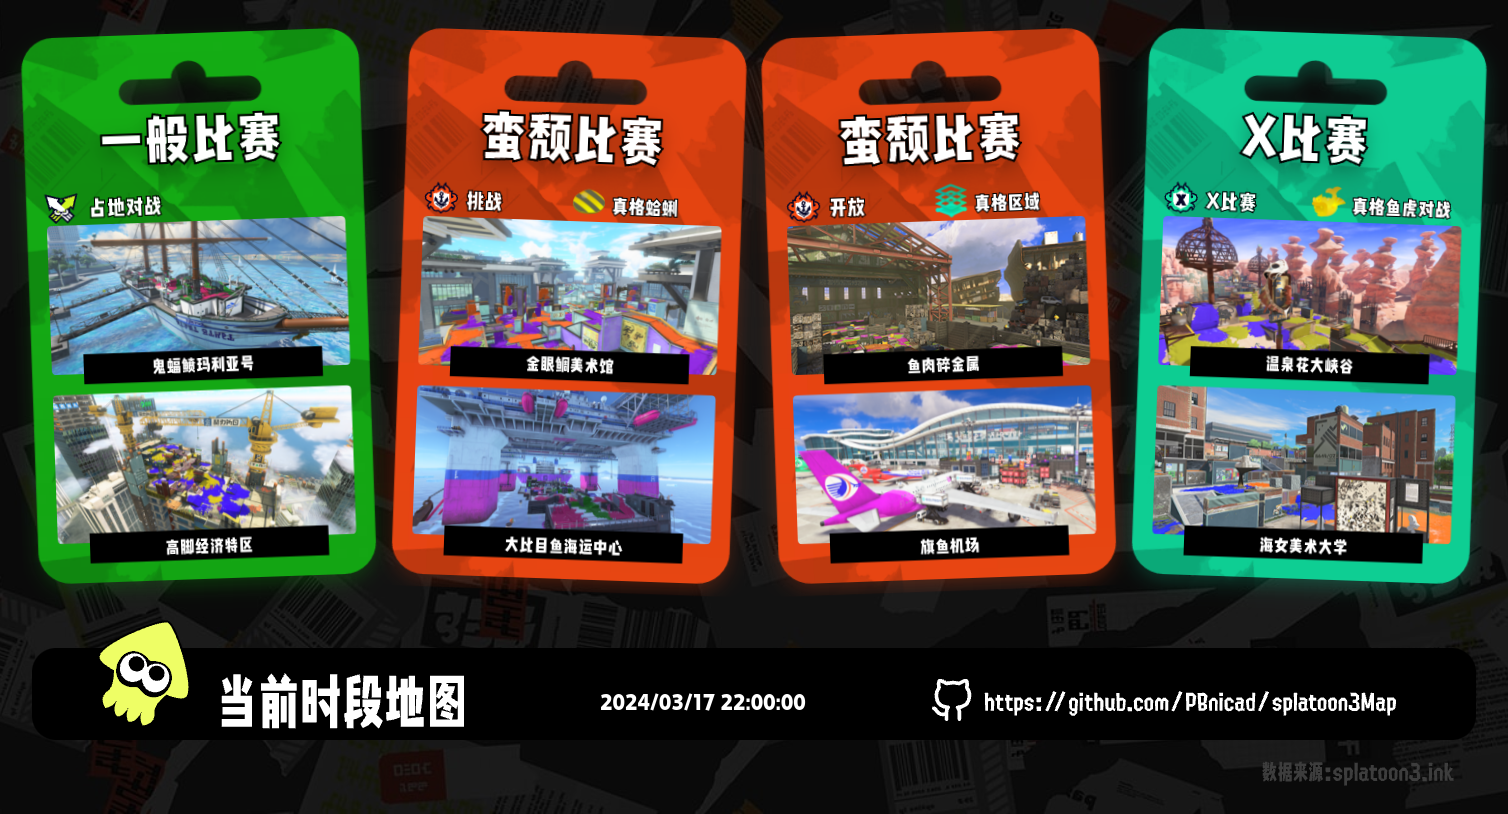 一般比赛
占地对战
鬼蝠鲼玛利亚号
高脚经济特区
蛮颓比赛
挑战
真格蛤蜊
金眼鲷美术馆
大比目鱼海运中心
蛮颓比赛
开放
真格区域
鱼肉碎金属
旗鱼机场
X比赛
X比赛
真格鱼虎对战
温泉花大峡谷
海女美术大学
当前时段地图
2024/03/17 22:00:00
https://github.com/PBnicad/splatoon3Map
数据来源:splatoon3.ink